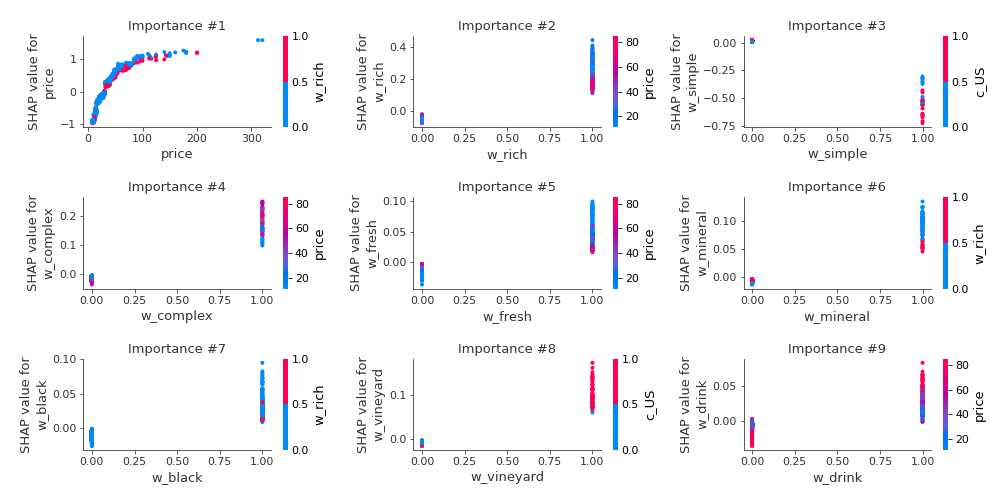 Importance #1
SHAP value for
price
1
0
−1
0
100
200
300
price
1.0
0.5
0.0
w_rich
Importance #2
SHAP value for
w_rich
0.4
0.2
0.0
0.00
0.25
0.50
0.75
1.00
w_rich
80
60
40
20
price
Importance #3
SHAP value for
w_simple
0.00
−0.25
−0.50
−0.75
0.00
0.25
0.50
0.75
1.00
w_simple
1.0
0.5
0.0
c_US
Importance #4
SHAP value for
w_complex
0.2
0.1
0.0
0.00
0.25
0.50
0.75
1.00
w_complex
80
60
40
20
price
Importance #5
SHAP value for
w_fresh
0.10
0.05
0.00
0.00
0.25
0.50
0.75
1.00
w_fresh
80
60
40
20
price
Importance #6
SHAP value for
w_mineral
0.10
0.05
0.00
0.00
0.25
0.50
0.75
1.00
w_mineral
1.0
0.5
0.0
w_rich
Importance #7
SHAP value for
w_black
0.10
0.05
0.00
0.00
0.25
0.50
0.75
1.00
w_black
1.0
0.5
0.0
w_rich
Importance #8
SHAP value for
w_vineyard
0.1
0.0
0.00
0.25
0.50
0.75
1.00
w_vineyard
1.0
0.5
0.0
c_US
Importance #9
SHAP value for
w_drink
0.05
0.00
0.00
0.25
0.50
0.75
1.00
w_drink
80
60
40
20
price